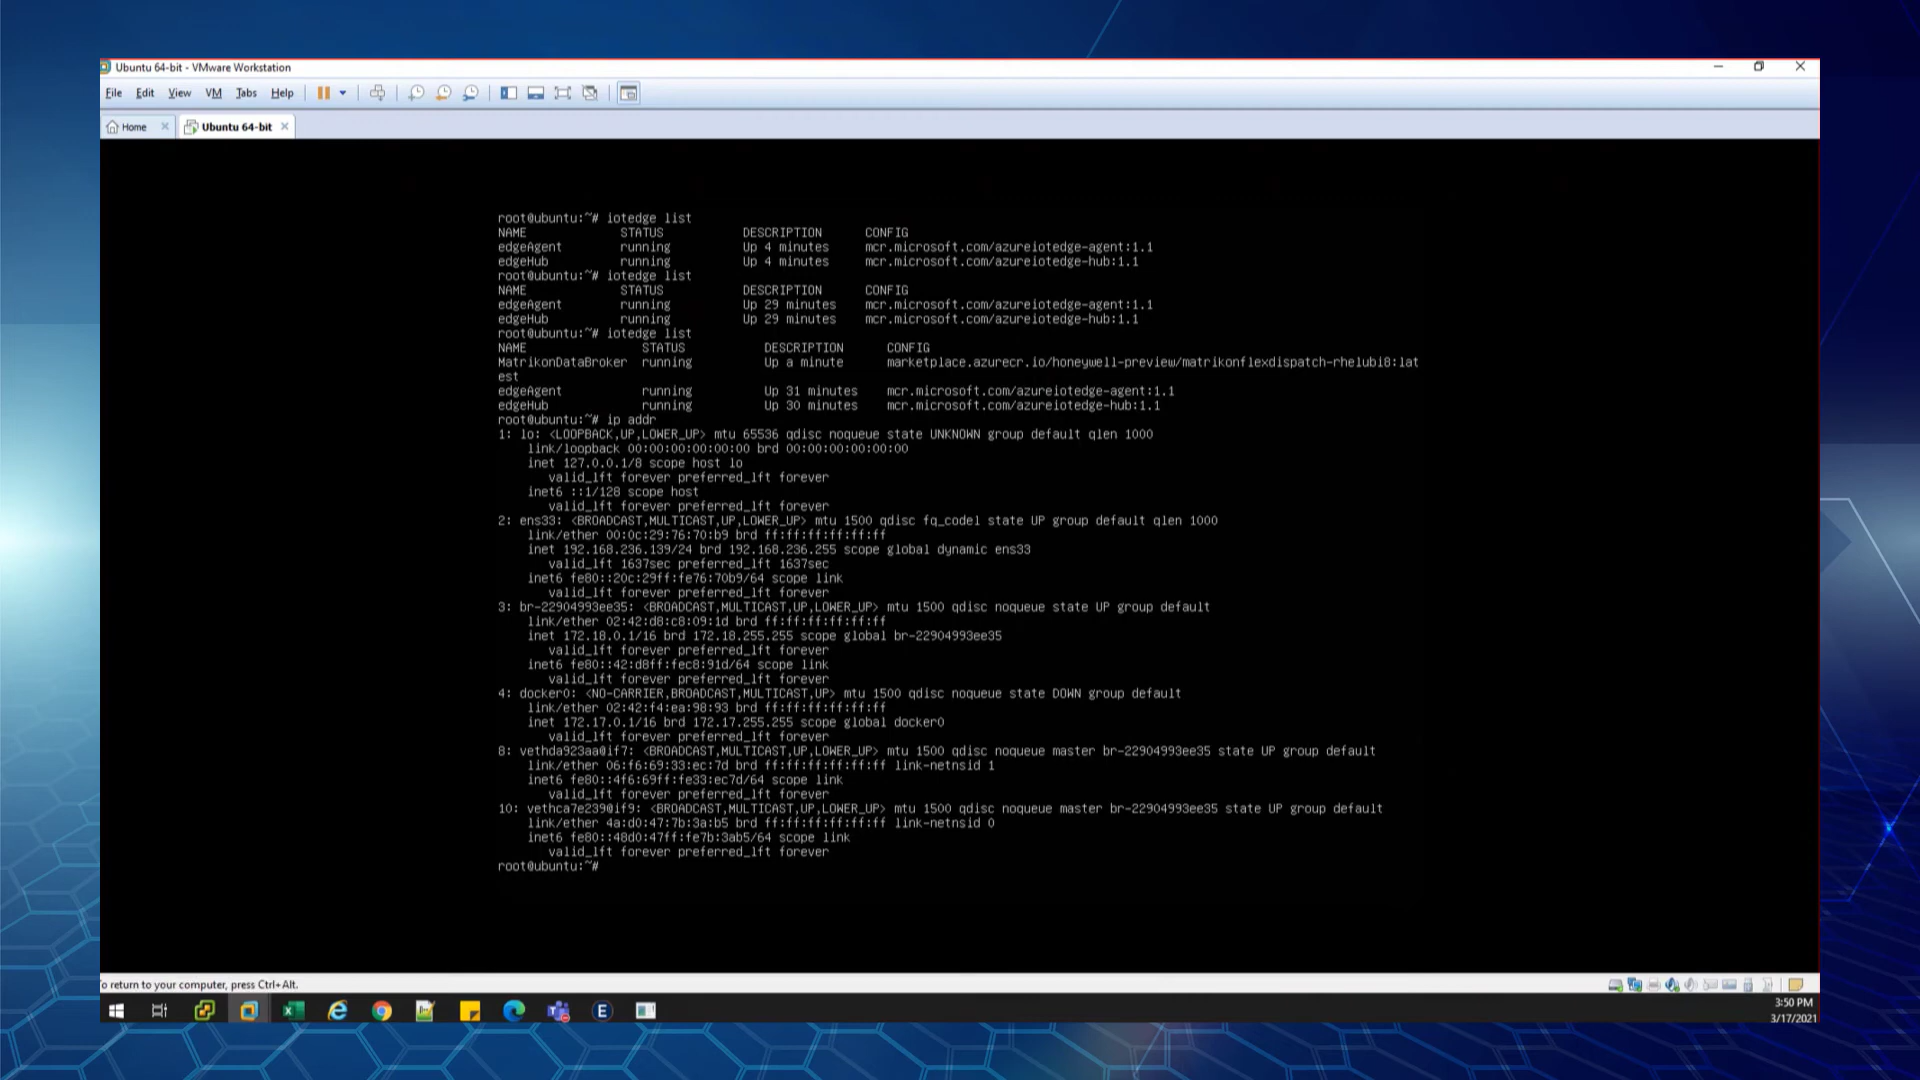 Ubuntu 64-bit - VMware Workstation
File Edit View VM Tabs Help
Home Ubuntu 64-bit
root@ubuntu:~# iotedge list
NAME STATUS DESCRIPTION CONFIG
edgeAgent running Up 4 minutes mcr.microsoft.com/azureiotedge-agent:1.1
edgeHub running Up 4 minutes mcr.microsoft.com/azureiotedge-hub:1.1
root@ubuntu:~# iotedge list
NAME STATUS DESCRIPTION CONFIG
edgeAgent running Up 29 minutes mcr.microsoft.com/azureiotedge-agent:1.1
edgeHub running Up 29 minutes mcr.microsoft.com/azureiotedge-hub:1.1
root@ubuntu:~# iotedge list
NAME STATUS DESCRIPTION CONFIG
MatrikonDataBroker running Up a minute marketplace.azurecr.io/honeywell-preview/matrikonflexdispatch-rhelubi8:lat
est
edgeAgent running Up 31 minutes mcr.microsoft.com/azureiotedge-agent:1.1
edgeHub running Up 30 minutes mcr.microsoft.com/azureiotedge-hub:1.1
root@ubuntu:~# ip addr
1: lo: <LOOPBACK,UP,LOWER_UP> mtu 65536 qdisc noqueue state UNKNOWN group default qlen 1000
link/loopback 00:00:00:00:00:00 brd 00:00:00:00:00:00
inet 127.0.0.1/8 scope host lo
valid_lft forever preferred_lft forever
inet6 ::1/128 scope host
valid_lft forever preferred_lft forever
2: ens33: <BROADCAST,MULTICAST,UP,LOWER_UP> mtu 1500 qdisc fq_codel state UP group default qlen 1000
link/ether 00:0c:29:76:70:b9 brd ff:ff:ff:ff:ff:ff
inet 192.168.236.139/24 brd 192.168.236.255 scope global dynamic ens33
valid_lft 1637sec preferred_lft 1637sec
inet6 fe80::20c:29ff:fe76:70b9/64 scope link
valid_lft forever preferred_lft forever
3: br-22904993ee35: <BROADCAST,MULTICAST,UP,LOWER_UP> mtu 1500 qdisc noqueue state UP group default
link/ether 02:42:d8:c8:09:1d brd ff:ff:ff:ff:ff:ff
inet 172.18.0.1/16 brd 172.18.255.255 scope global br-22904993ee35
valid_lft forever preferred_lft forever
inet6 fe80::42:d8ff:fec8:91d/64 scope link
valid_lft forever preferred_lft forever
4: docker0: <NO-CARRIER,BROADCAST,MULTICAST,UP> mtu 1500 qdisc noqueue state DOWN group default
link/ether 02:42:f4:ea:98:93 brd ff:ff:ff:ff:ff:ff
inet 172.17.0.1/16 brd 172.17.255.255 scope global docker0
valid_lft forever preferred_lft forever
8: vethda923aa@if7: <BROADCAST,MULTICAST,UP,LOWER_UP> mtu 1500 qdisc noqueue master br-22904993ee35 state UP group default
link/ether 06:f6:69:33:ec:7d brd ff:ff:ff:ff:ff:ff link-netnsid 1
inet6 fe80::4f6:69ff:fe33:ec7d/64 scope link
valid_lft forever preferred_lft forever
10: vethca7e239@if9: <BROADCAST,MULTICAST,UP,LOWER_UP> mtu 1500 qdisc noqueue master br-22904993ee35 state UP group default
link/ether 4a:d0:47:7b:3a:b5 brd ff:ff:ff:ff:ff:ff link-netnsid 0
inet6 fe80::48d0:47ff:fe7b:3ab5/64 scope link
valid_lft forever preferred_lft forever
root@ubuntu:~#
o return to your computer, press Ctrl+Alt.
3:50 PM
3/17/2021